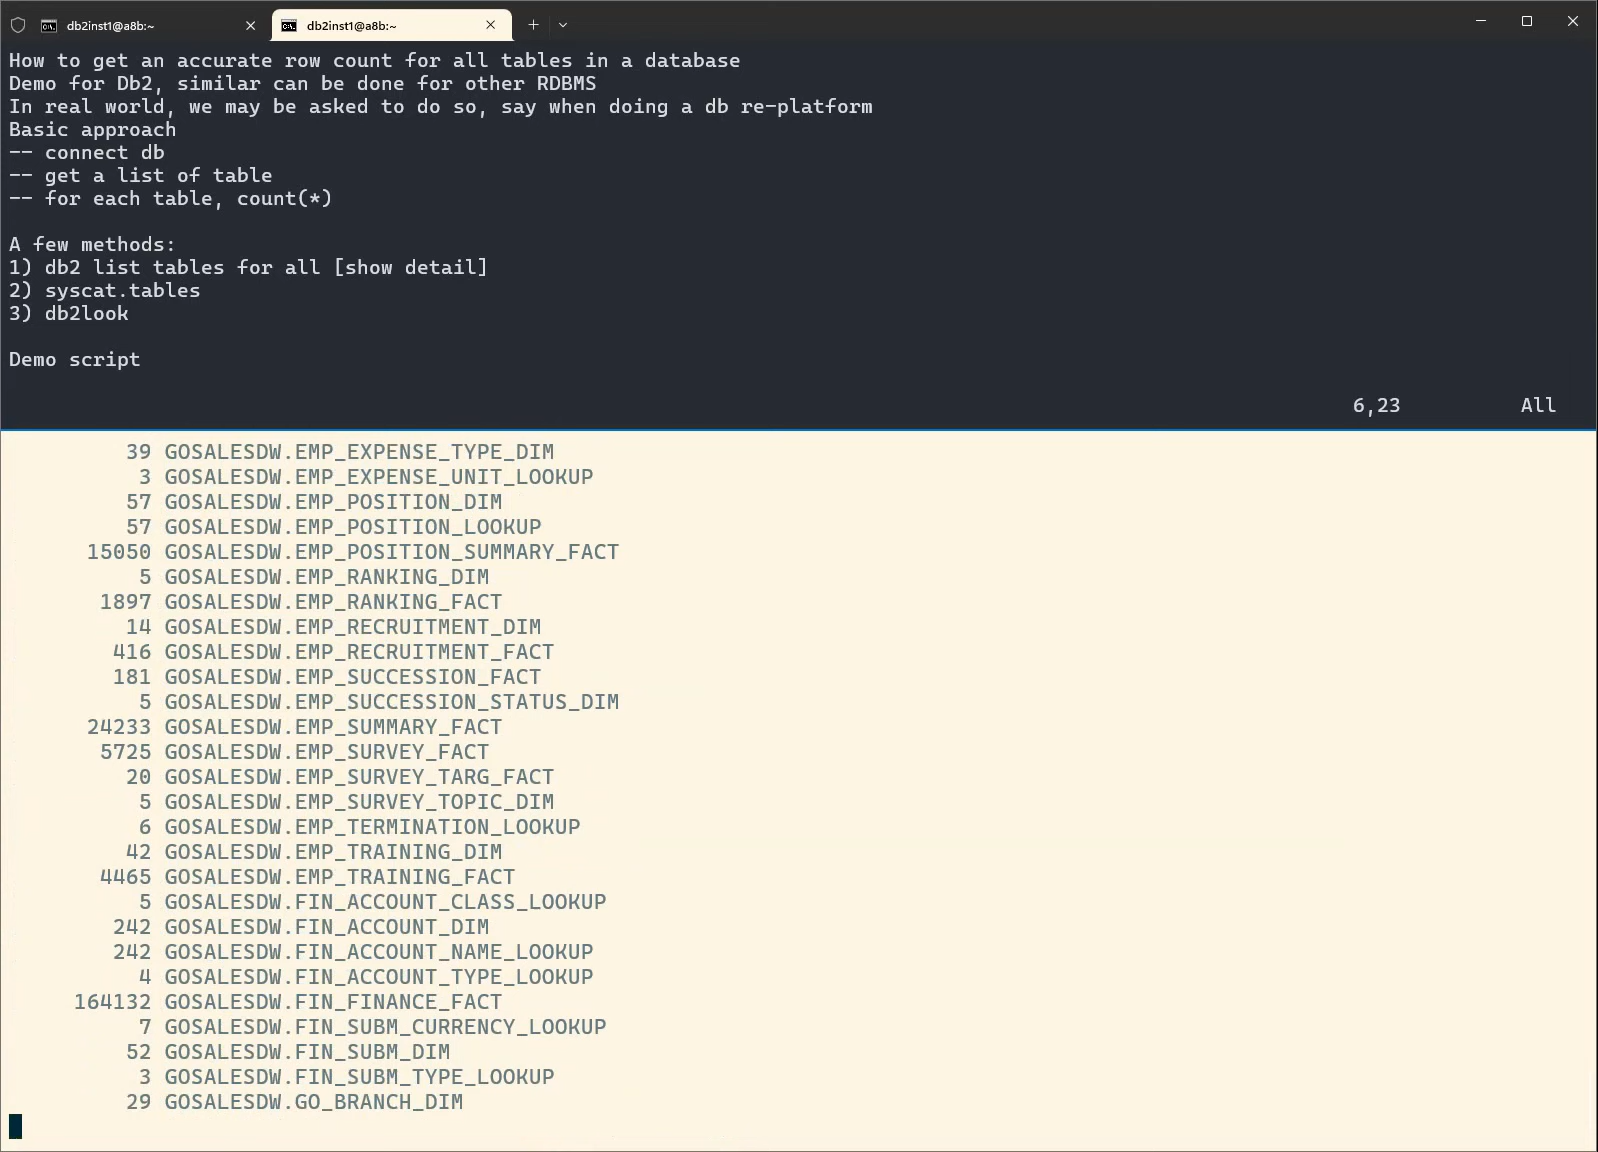 db2inst1@a8b:~
db2inst1@a8b:~
How to get an accurate row count for all tables in a database
Demo for Db2, similar can be done for other RDBMS
In real world, we may be asked to do so, say when doing a db re-platform
Basic approach
-- connect db
-- get a list of table
-- for each table, count(*)
A few methods:
1) db2 list tables for all [show detail]
2) syscat.tables
3) db2look
Demo script
6,23 All
39 GOSALESDW.EMP_EXPENSE_TYPE_DIM
3 GOSALESDW.EMP_EXPENSE_UNIT_LOOKUP
57 GOSALESDW.EMP_POSITION_DIM
57 GOSALESDW.EMP_POSITION_LOOKUP
15050 GOSALESDW.EMP_POSITION_SUMMARY_FACT
5 GOSALESDW.EMP_RANKING_DIM
1897 GOSALESDW.EMP_RANKING_FACT
14 GOSALESDW.EMP_RECRUITMENT_DIM
416 GOSALESDW.EMP_RECRUITMENT_FACT
181 GOSALESDW.EMP_SUCCESSION_FACT
5 GOSALESDW.EMP_SUCCESSION_STATUS_DIM
24233 GOSALESDW.EMP_SUMMARY_FACT
5725 GOSALESDW.EMP_SURVEY_FACT
20 GOSALESDW.EMP_SURVEY_TARG_FACT
5 GOSALESDW.EMP_SURVEY_TOPIC_DIM
6 GOSALESDW.EMP_TERMINATION_LOOKUP
42 GOSALESDW.EMP_TRAINING_DIM
4465 GOSALESDW.EMP_TRAINING_FACT
5 GOSALESDW.FIN_ACCOUNT_CLASS_LOOKUP
242 GOSALESDW.FIN_ACCOUNT_DIM
242 GOSALESDW.FIN_ACCOUNT_NAME_LOOKUP
4 GOSALESDW.FIN_ACCOUNT_TYPE_LOOKUP
164132 GOSALESDW.FIN_FINANCE_FACT
7 GOSALESDW.FIN_SUBM_CURRENCY_LOOKUP
52 GOSALESDW.FIN_SUBM_DIM
3 GOSALESDW.FIN_SUBM_TYPE_LOOKUP
29 GOSALESDW.GO_BRANCH_DIM